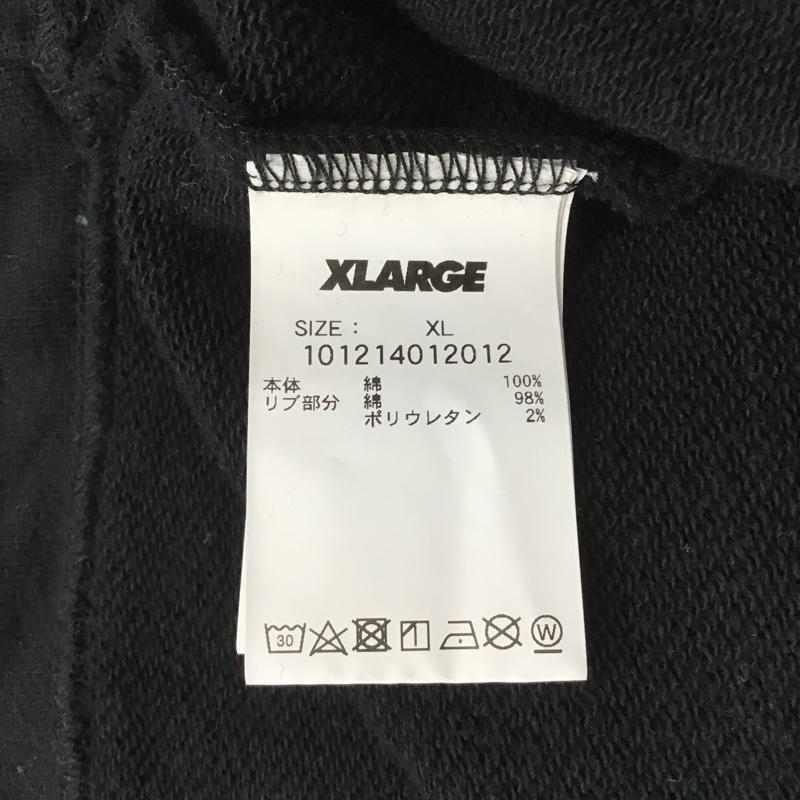 XLARGE
SIZE : XL
101214012012
本体 綿 100%
リブ部分 綿 98%
ポリウレタン 2%
30
W